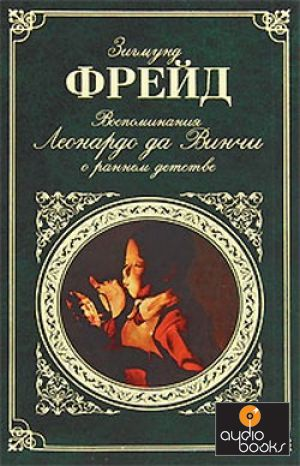 Зигмунд
ФРЕЙД
Воспоминания
Леонардо да Винчи
о раннем детстве
audio
books